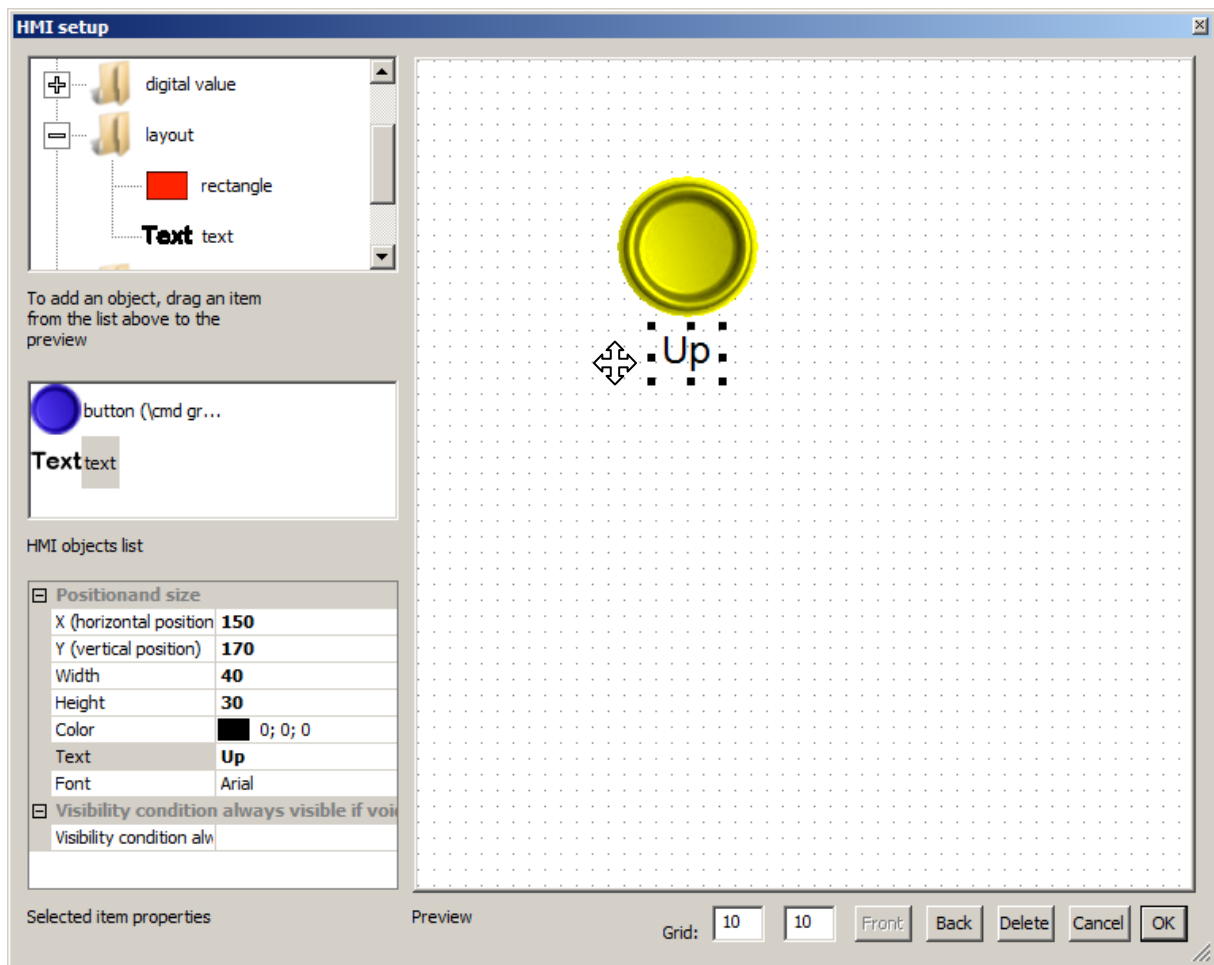 HMI setup
digital value
layout
rectangle
Text text
To add an object, drag an item
from the list above to the
preview
button (\cmd gr...
Text text
HMI objects list
Positionand size
X (horizontal position 150
Y (vertical position) 170
Width 40
Height 30
Color 0; 0; 0
Text Up
Font Arial
Visibility condition always visible if voi
Visibility condition alw
Selected item properties
Up
Preview
Grid: 10 10 Front Back Delete Cancel OK